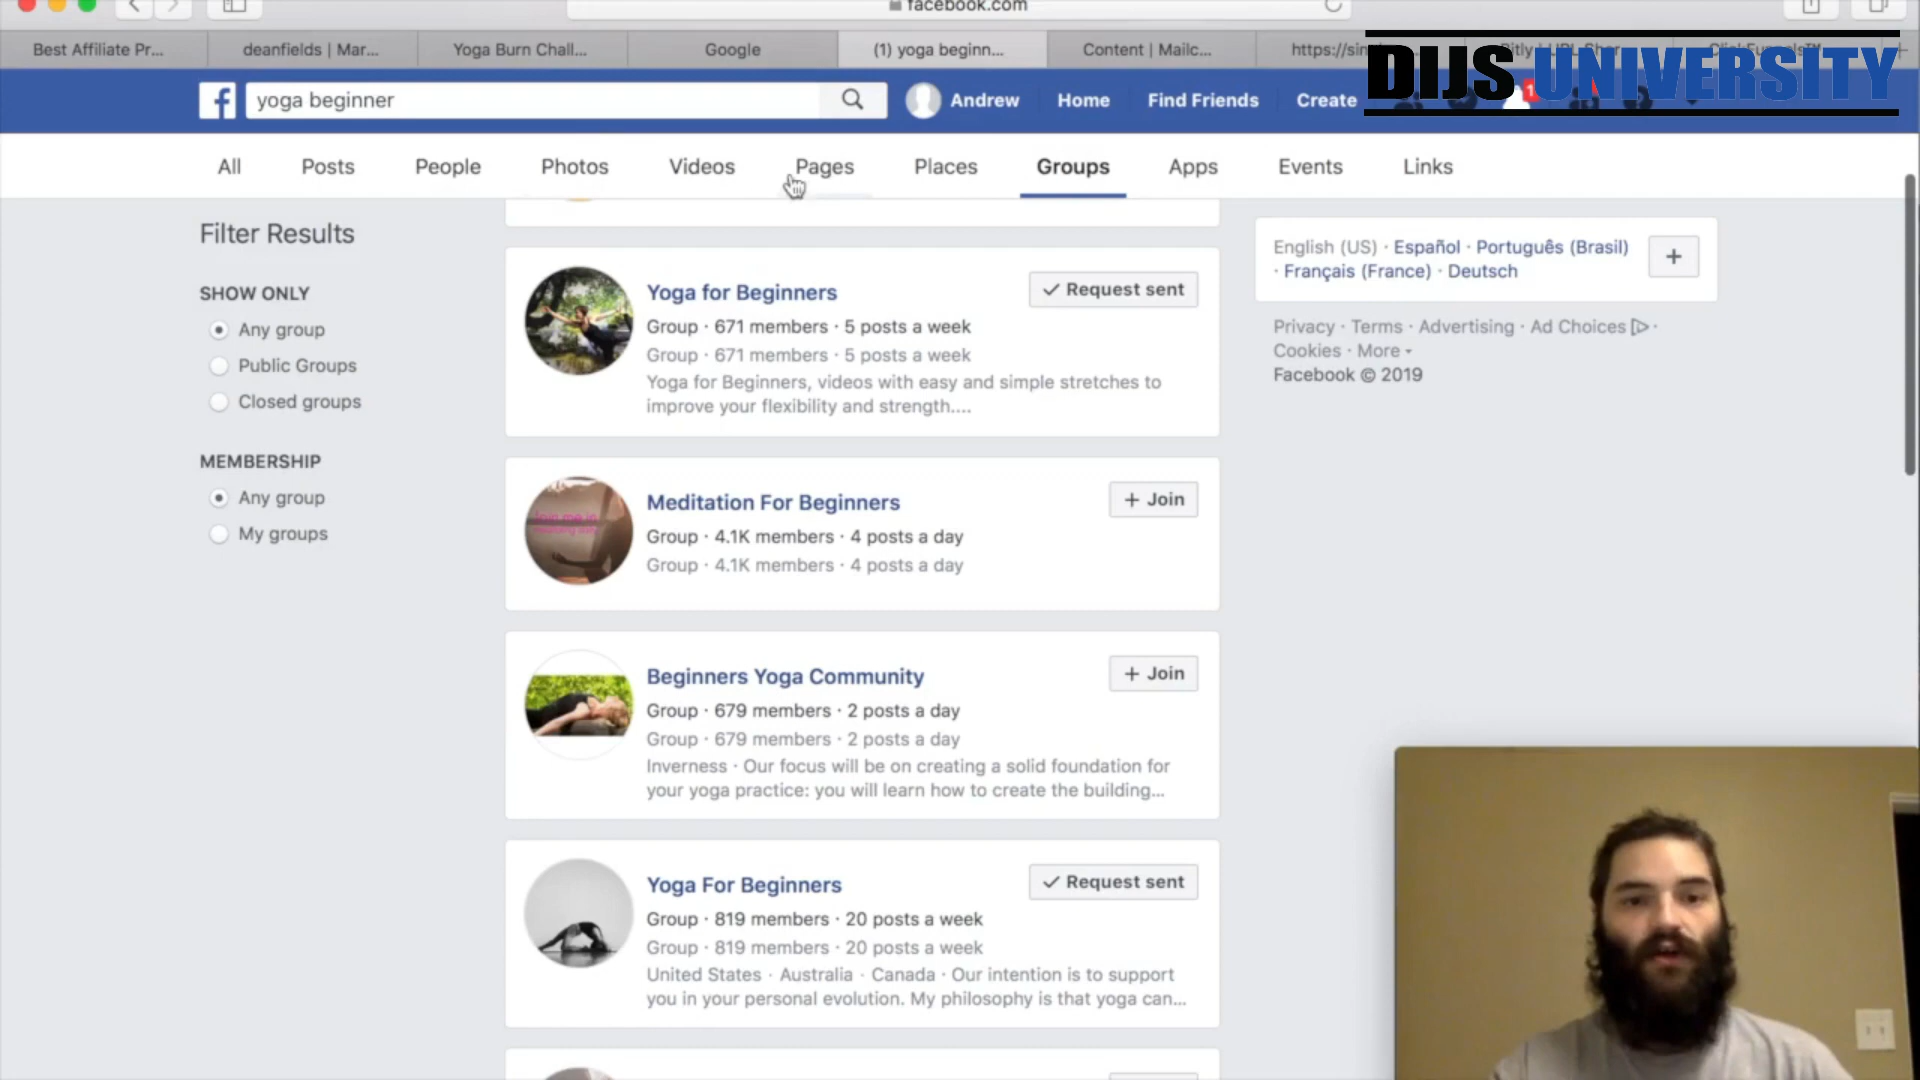 facebook.com
Best Affiliate Pr...
deanfields | Mar...
Yoga Burn Chall...
Google
(1) yoga beginn...
Content | Mailc...
DIJS UNIVERSITY
yoga beginner
Andrew
Home
Find Friends
Create
All
Posts
People
Photos
Videos
Pages
Places
Groups
Apps
Events
Links
Filter Results
SHOW ONLY
Any group
Public Groups
Closed groups
MEMBERSHIP
Any group
My groups
Yoga for Beginners
Request sent
Group · 671 members · 5 posts a week
Group · 671 members · 5 posts a week
Yoga for Beginners, videos with easy and simple stretches to
improve your flexibility and strength....
Meditation For Beginners
+ Join
Group · 4.1K members · 4 posts a day
Group · 4.1K members · 4 posts a day
Beginners Yoga Community
+ Join
Group · 679 members · 2 posts a day
Group · 679 members · 2 posts a day
Inverness · Our focus will be on creating a solid foundation for
your yoga practice: you will learn how to create the building...
Yoga For Beginners
Request sent
Group · 819 members · 20 posts a week
Group · 819 members · 20 posts a week
United States · Australia · Canada · Our intention is to support
you in your personal evolution. My philosophy is that yoga can...
English (US) · Español · Português (Brasil)
· Français (France) · Deutsch
+
Privacy · Terms · Advertising · Ad Choices ·
Cookies · More
Facebook © 2019